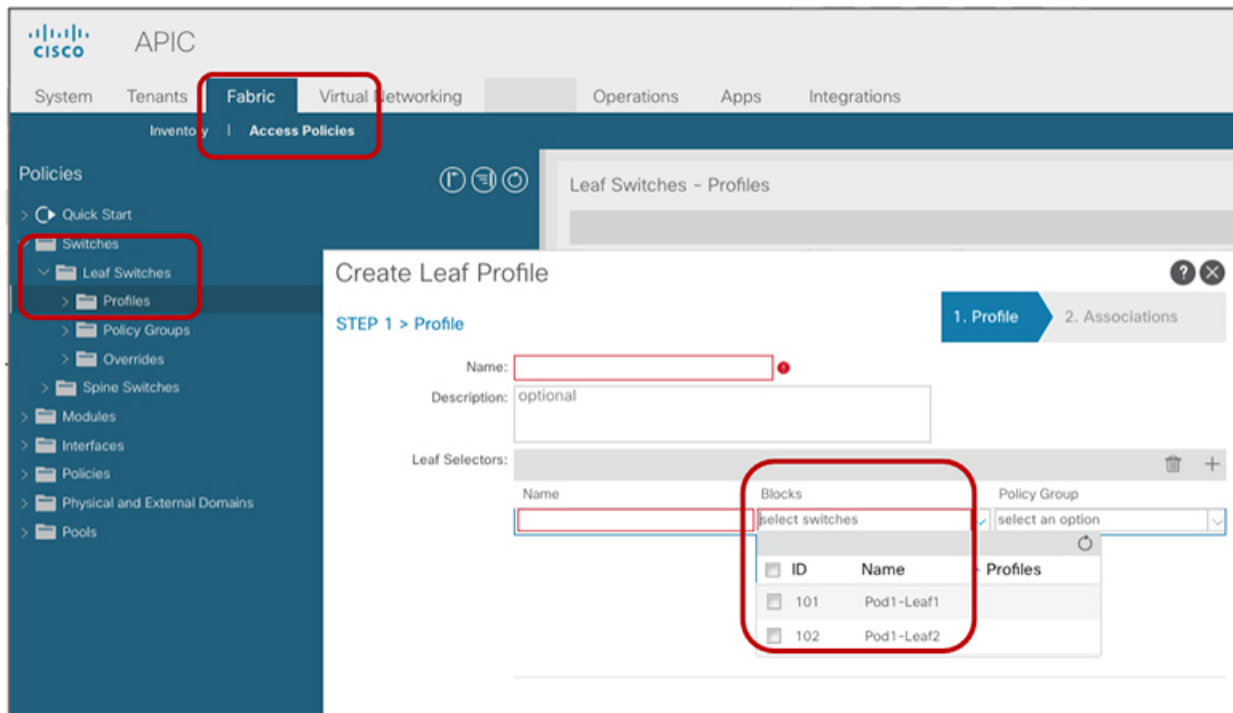 CISCO
APIC
System Tenants Fabric Virtual Networking Operations Apps Integrations
Inventory | Access Policies
Policies
Quick Start
Switches
Leaf Switches
Profiles
Policy Groups
Overrides
Spine Switches
Modules
Interfaces
Policies
Physical and External Domains
Pools
Leaf Switches - Profiles
Create Leaf Profile
STEP 1 > Profile
1. Profile 2. Associations
Name:
Description: optional
Leaf Selectors:
Name Blocks Policy Group
select switches select an option
ID Name Profiles
101 Pod1-Leaf1
102 Pod1-Leaf2